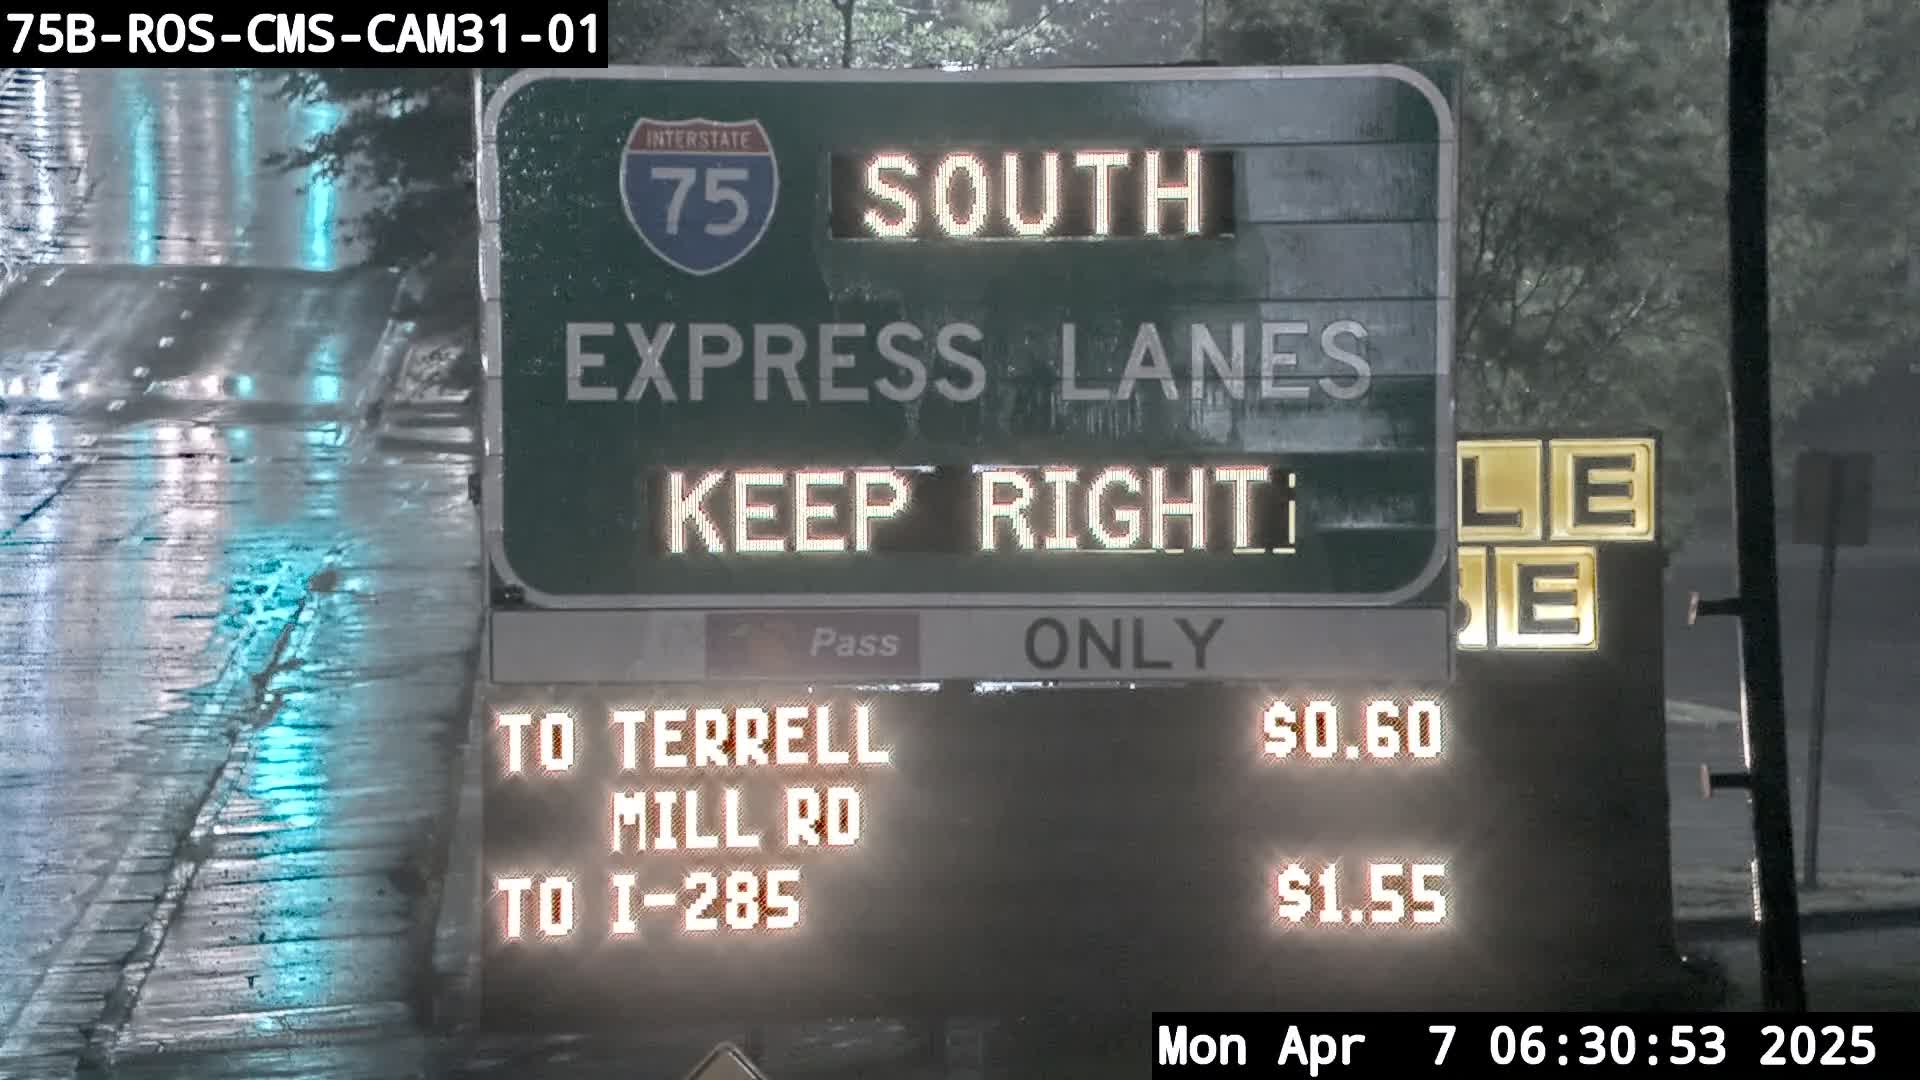 75B-ROS-CMS-CAM31-01
INTERSTATE
75
SOUTH
EXPRESS LANES
KEEP RIGHT
Pass ONLY
TO TERRELL $0.60
MILL RD
TO I-285 $1.55
LE
E
Mon Apr 7 06:30:53 2025